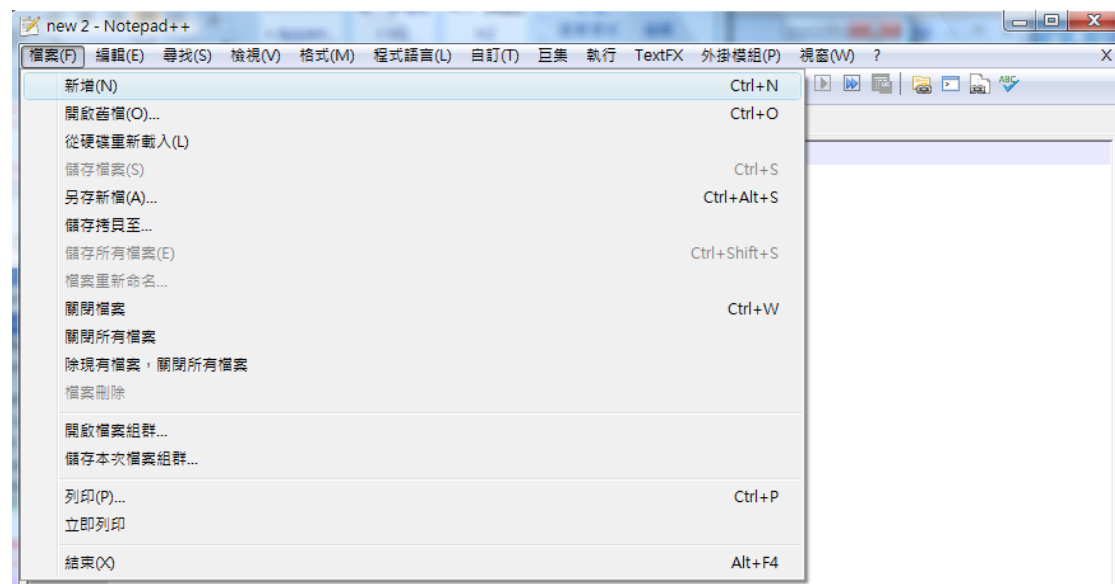 new 2 - Notepad++
檔案(F) 編輯(E) 尋找(S) 檢視(V) 格式(M) 程式語言(L) 自訂(T) 巨集 執行 TextFX 外掛模組(P) 視窗(W) ? X
新增(N) Ctrl+N
開啟舊檔(O)... Ctrl+O
從硬碟重新載入(L)
儲存檔案(S) Ctrl+S
另存新檔(A)... Ctrl+Alt+S
儲存拷貝至...
儲存所有檔案(E) Ctrl+Shift+S
檔案重新命名...
關閉檔案 Ctrl+W
關閉所有檔案
除現有檔案，關閉所有檔案
檔案刪除
開啟檔案組群...
儲存本次檔案組群...
列印(P)... Ctrl+P
立即列印
結束(X) Alt+F4
ABC